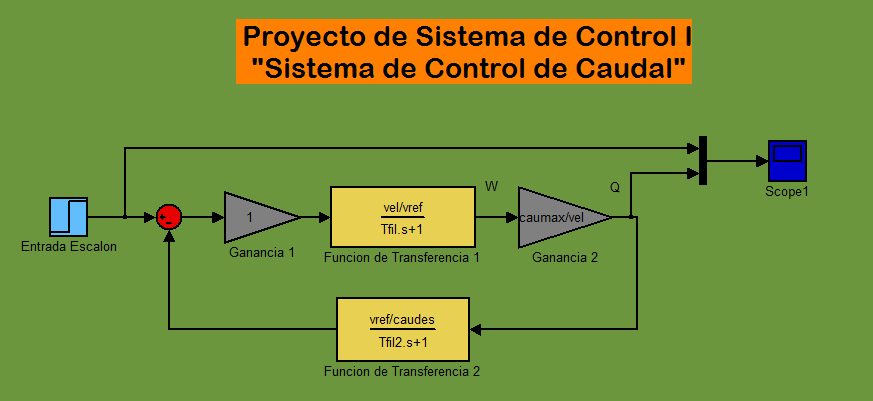 Proyecto de Sistema de Control I
"Sistema de Control de Caudal"
W
Q
Scope1
Entrada Escalon
+
-
1
Ganancia 1
vel/vref
Tfil.s+1
Funcion de Transferencia 1
caumax/vel
Ganancia 2
vref/caudes
Tfil2.s+1
Funcion de Transferencia 2